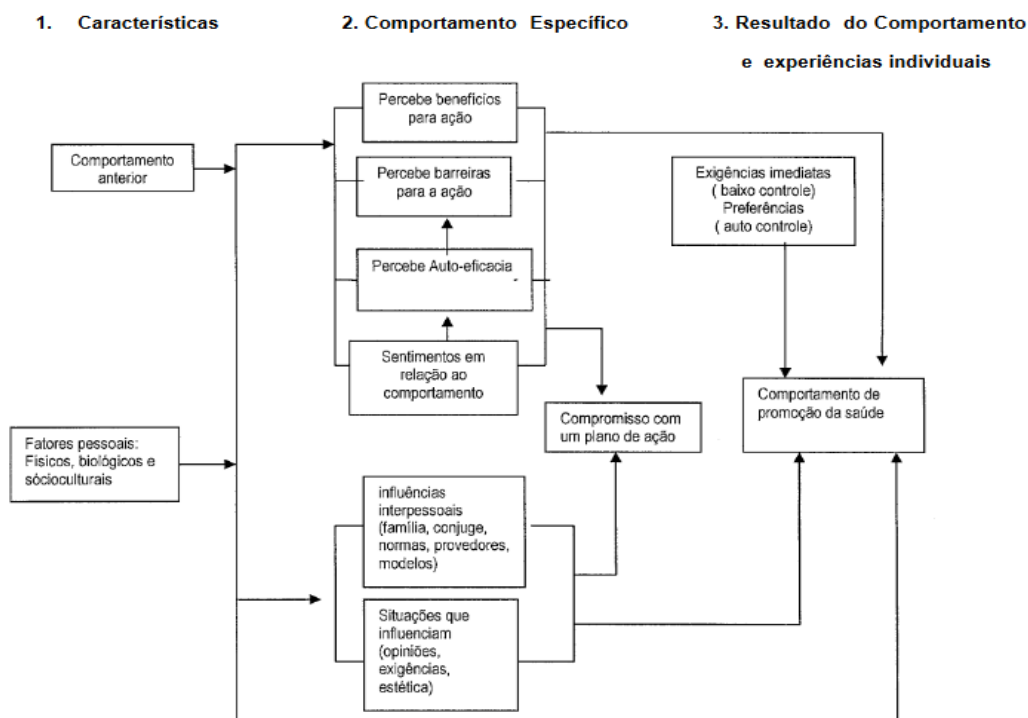 1. Características
2. Comportamento Específico
3. Resultado do Comportamento
e experiências individuais
Comportamento
anterior
Fatores pessoais:
Físicos, biológicos e
sócioculturais
Percebe benefícios
para ação
Percebe barreiras
para a ação
Percebe Auto-eficacia
Sentimentos em
relação ao
comportamento
influências
interpessoais
(família, conjuge,
normas, provedores,
modelos)
Situações que
influenciam
(opiniões,
exigências,
estética)
Compromisso com
um plano de ação
Exigências imediatas
( baixo controle)
Preferências
( auto controle)
Comportamento de
promoção da saúde